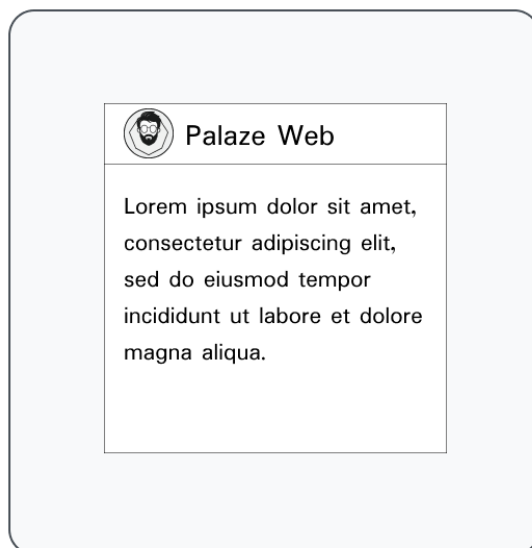 Palaze Web
Lorem ipsum dolor sit amet,
consectetur adipiscing elit,
sed do eiusmod tempor
incididunt ut labore et dolore
magna aliqua.